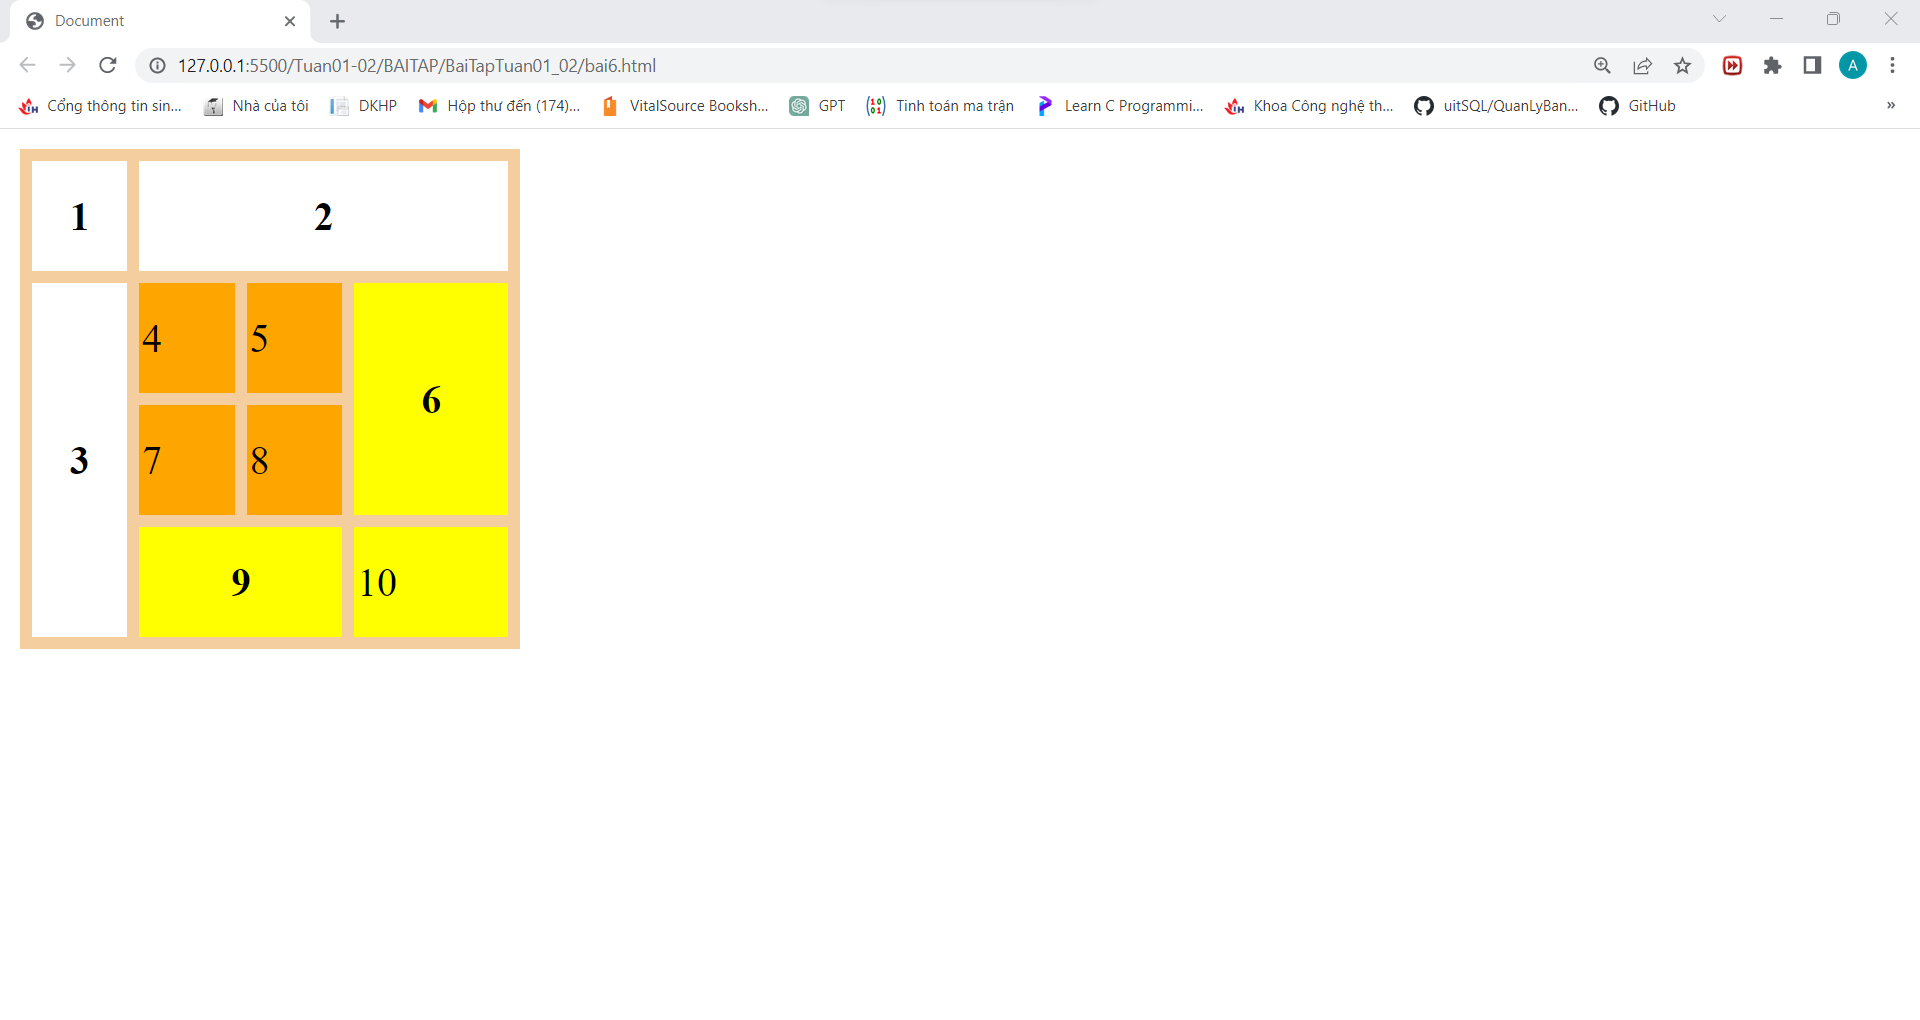 Document
127.0.0.1:5500/Tuan01-02/BAITAP/BaiTapTuan01_02/bai6.html
A
Cổng thông tin sin... Nhà của tôi DKHP Hộp thư đến (174)... VitalSource Booksh... GPT Tính toán ma trận Learn C Programmi... Khoa Công nghệ th... uitSQL/QuanLyBan... GitHub »
1 2
4 5
6
3 7 8
9 10